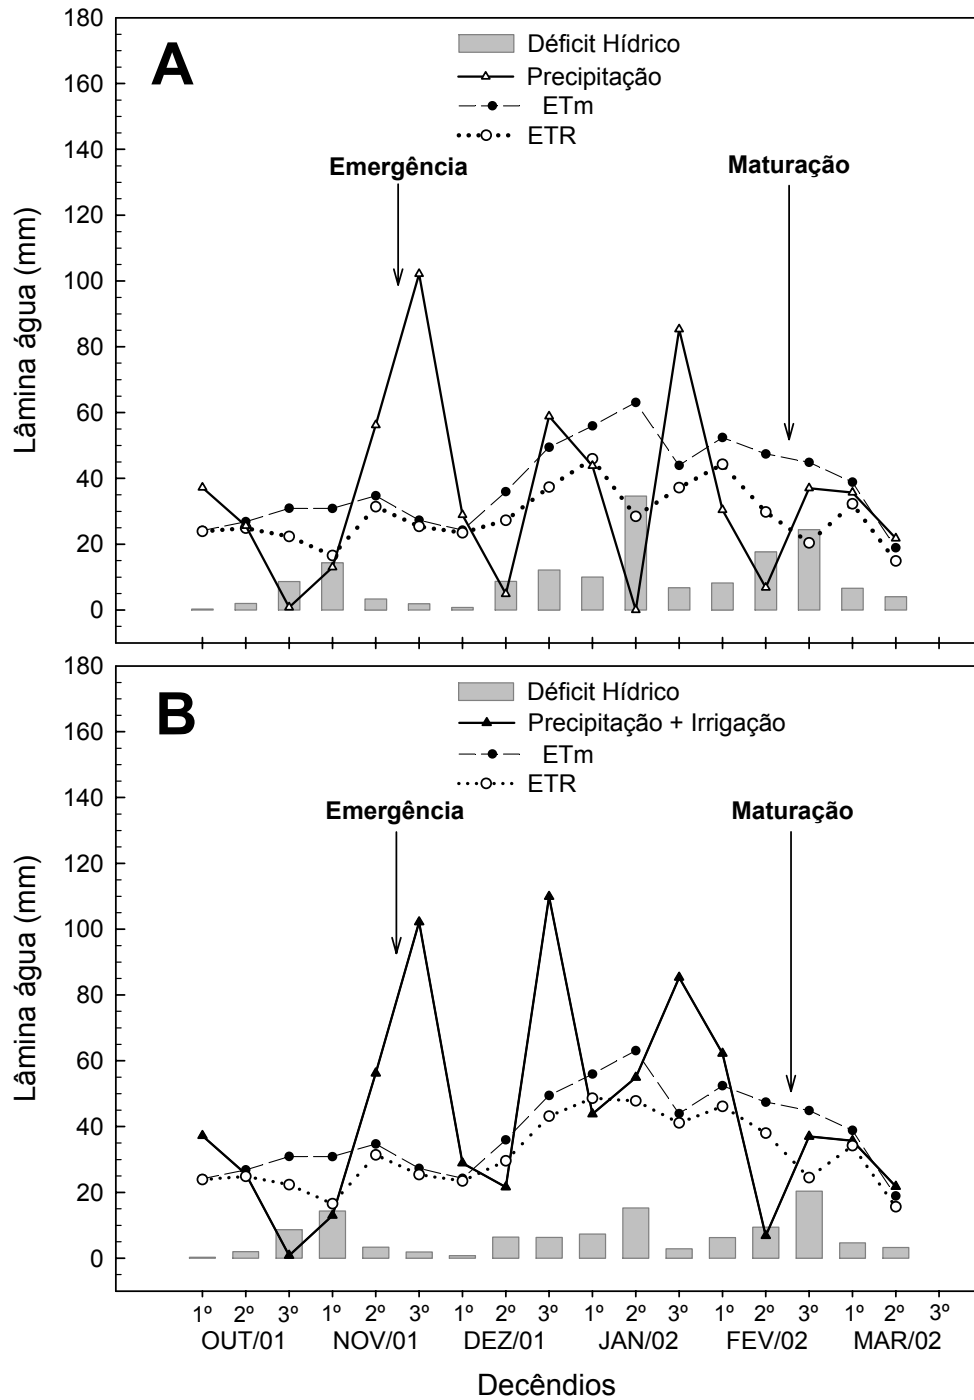 A
Déficit Hídrico
Precipitação
ETm
ETR
Emergência
Maturação
Lâmina água (mm)
180
160
140
120
100
80
60
40
20
0
B
Déficit Hídrico
Precipitação + Irrigação
ETm
ETR
Emergência
Maturação
Lâmina água (mm)
180
160
140
120
100
80
60
40
20
0
1º 2º 3º 1º 2º 3º 1º 2º 3º 1º 2º 3º 1º 2º 3º 1º 2º 3º
OUT/01 NOV/01 DEZ/01 JAN/02 FEV/02 MAR/02
Decêndios